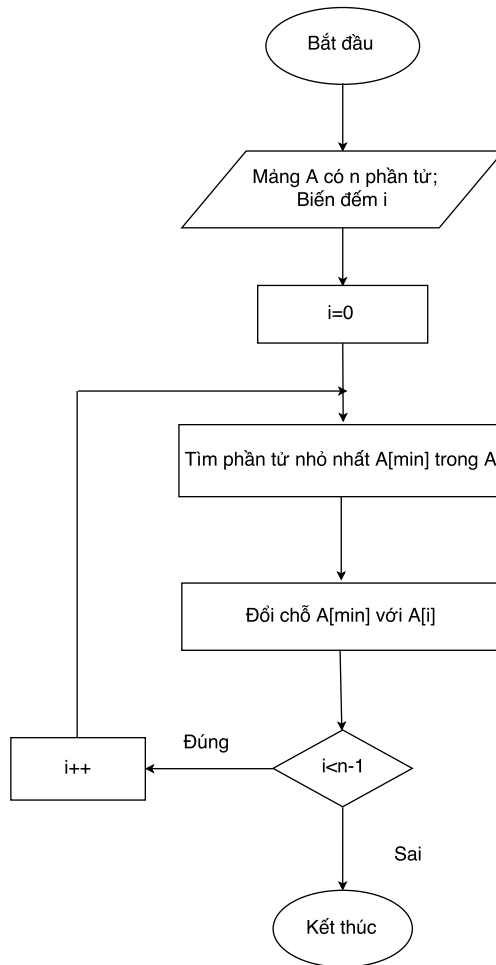 Bắt đầu
Mảng A có n phần tử;
Biến đếm i
i=0
Tìm phần tử nhỏ nhất A[min] trong A
Đổi chỗ A[min] với A[i]
Đúng
i++
i<n-1
Sai
Kết thúc